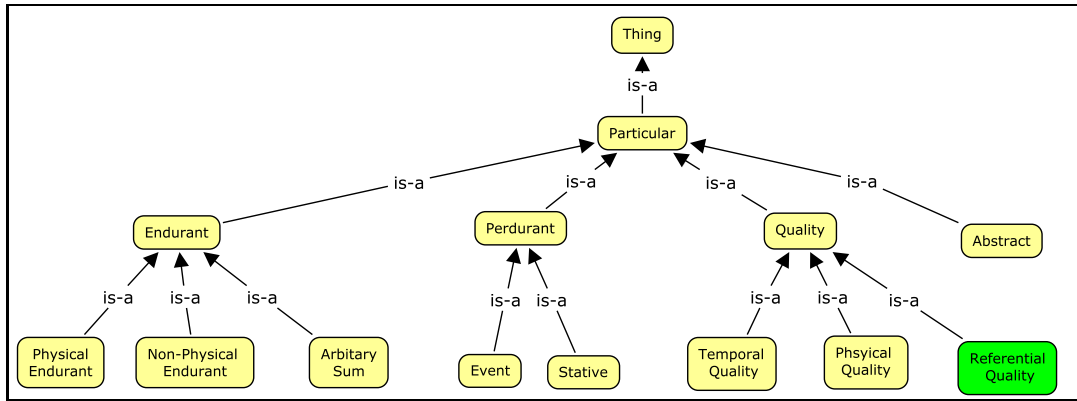 Thing
is-a
Particular
is-a
is-a
is-a
is-a
Endurant
Perdurant
Quality
Abstract
is-a
is-a
is-a
is-a
is-a
is-a
is-a
is-a
Physical
Endurant
Non-Physical
Endurant
Arbitary
Sum
Event
Stative
Temporal
Quality
Phsyical
Quality
Referential
Quality